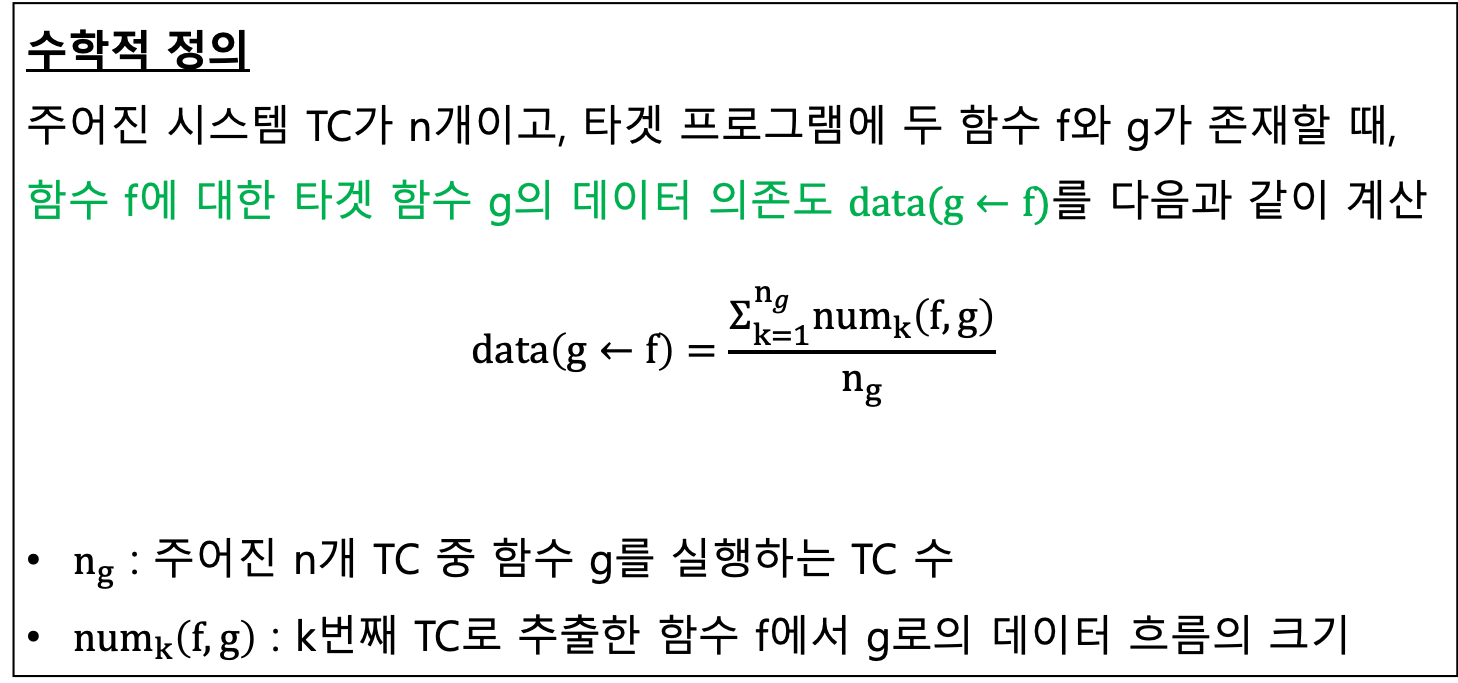 수학적 정의
주어진 시스템 TC가 n개이고, 타겟 프로그램에 두 함수 f와 g가 존재할 때,
함수 f에 대한 타겟 함수 g의 데이터 의존도 data(g ← f)를 다음과 같이 계산
data(g ← f) = \frac{Σ_{k=1}^{n_g} num_k(f, g)}{n_g}
• n_g : 주어진 n개 TC 중 함수 g를 실행하는 TC 수
• num_k(f, g) : k번째 TC로 추출한 함수 f에서 g로의 데이터 흐름의 크기